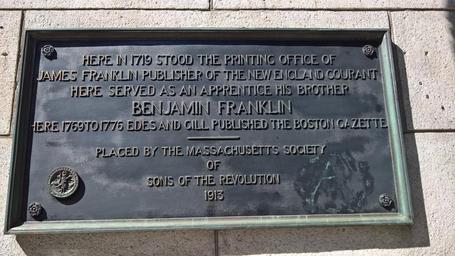 HERE IN 1719 STOOD THE PRINTING OFFICE OF
JAMES FRANKLIN PUBLISHER OF THE NEW ENGLAND COURANT
HERE SERVED AS AN APPRENTICE HIS BROTHER
BENJAMIN FRANKLIN
HERE 1769 TO 1776 EDES AND GILL PUBLISHED THE BOSTON GAZETTE
PLACED BY THE MASSACHUSETTS SOCIETY
OF
SONS OF THE REVOLUTION
1913